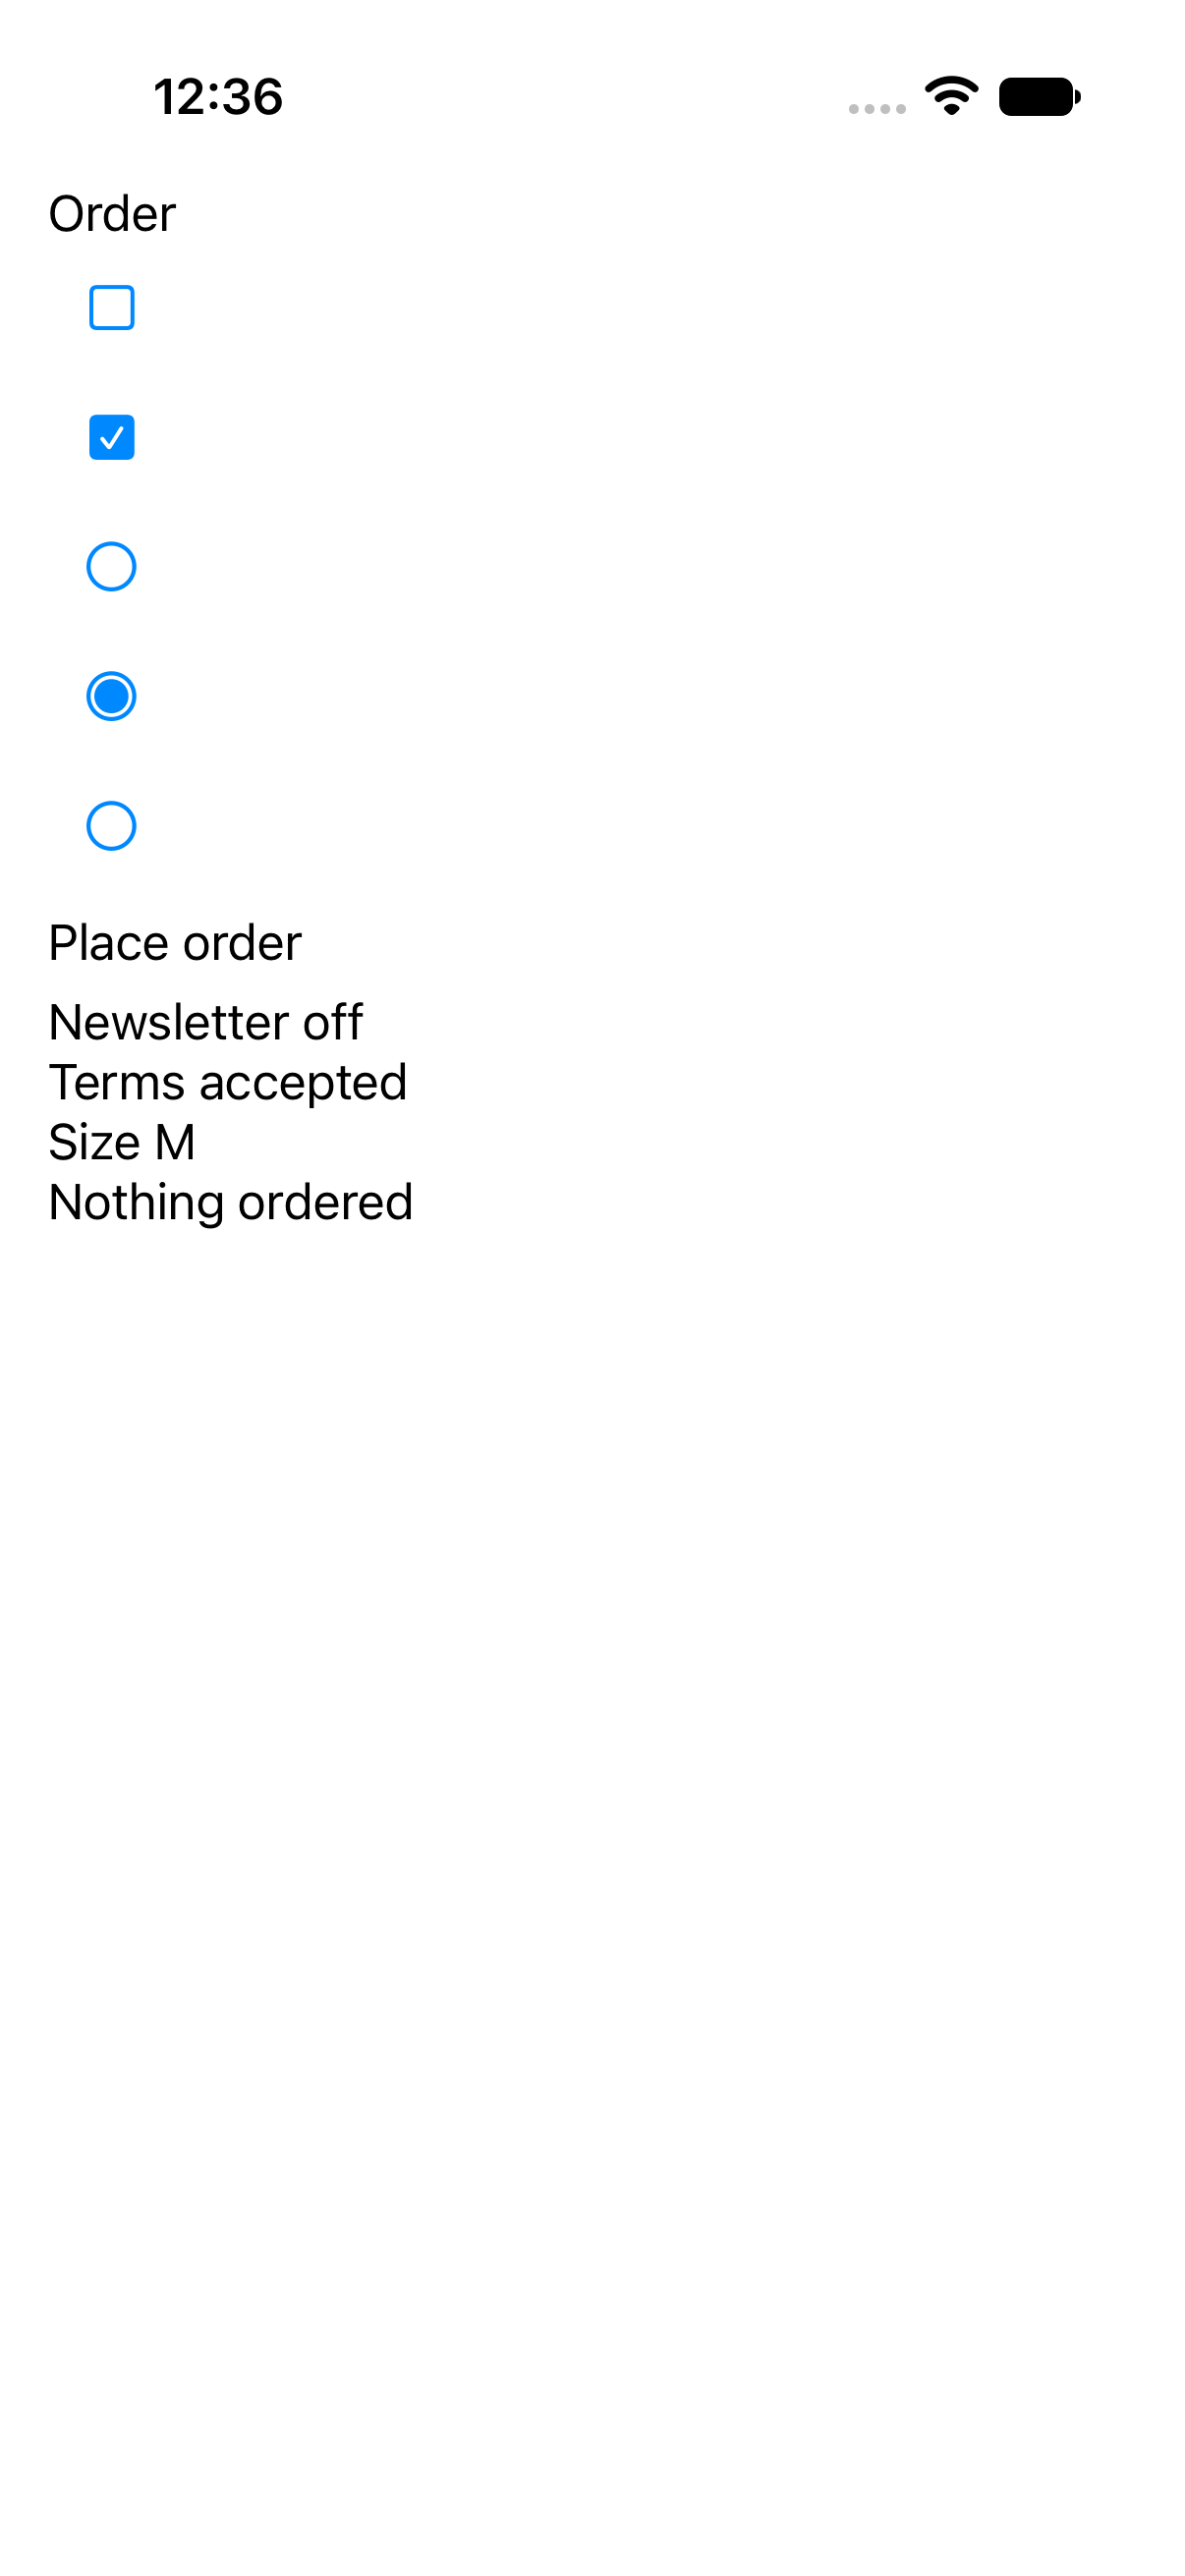 12:36
Order
Place order
Newsletter off
Terms accepted
Size M
Nothing ordered